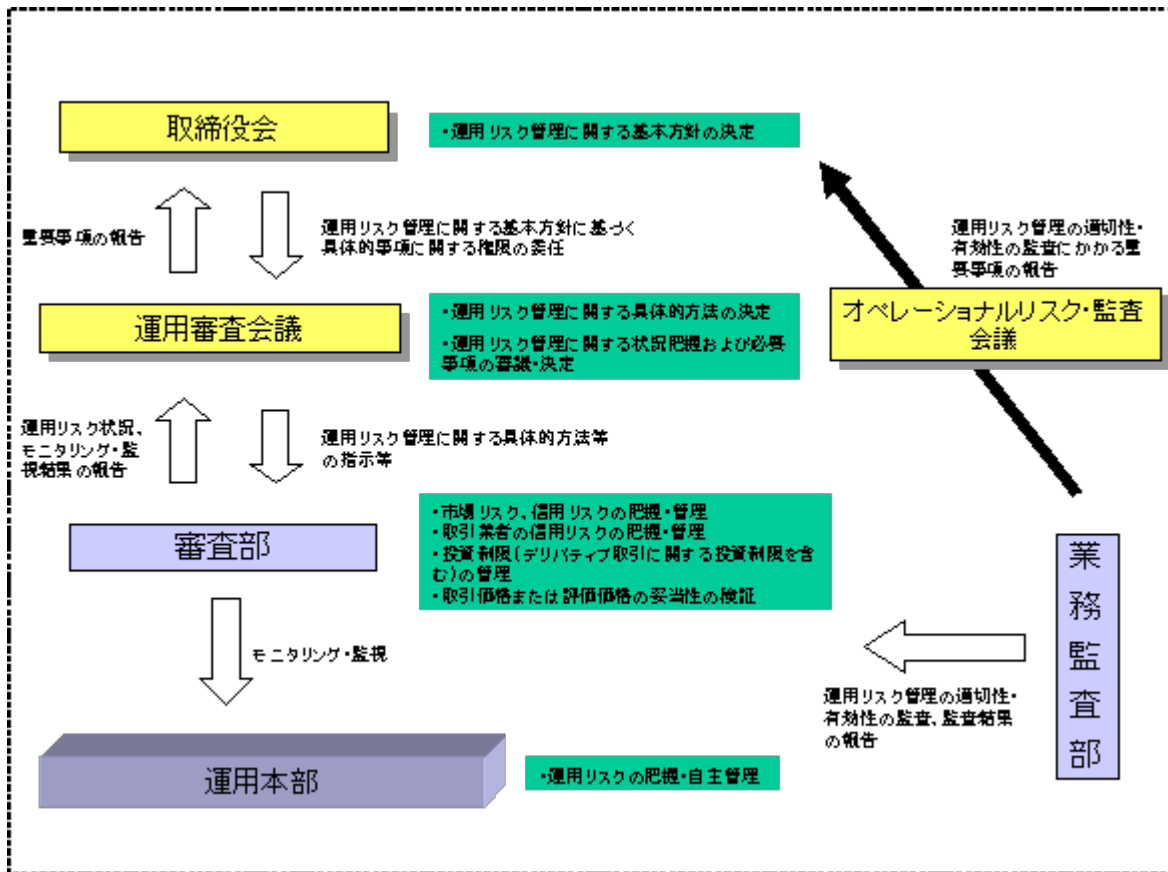 取締役会
・運用リスク管理に関する基本方針の決定
重要事項の報告
運用リスク管理に関する基本方針に基づく
具体的事項に関する権限の委任
運用リスク管理の適切性・
有効性の監査にかかる重
要事項の報告
運用審査会議
・運用リスク管理に関する具体的方法の決定
・運用リスク管理に関する状況把握および必要
事項の審議・決定
オペレーショナルリスク・監査
会議
運用リスク状況、
モニタリング・監
視結果の報告
運用リスク管理に関する具体的方法等
の指示等
審査部
・市場リスク、信用リスクの把握・管理
・取引業者の信用リスクの把握・管理
・投資制限(デリバティブ取引に関する投資制限を含
む)の管理
・取引価格または評価価格の妥当性の検証
業務監査部
モニタリング・監視
運用リスク管理の適切性・
有効性の監査、監査結果
の報告
運用本部
・運用リスクの把握・自主管理